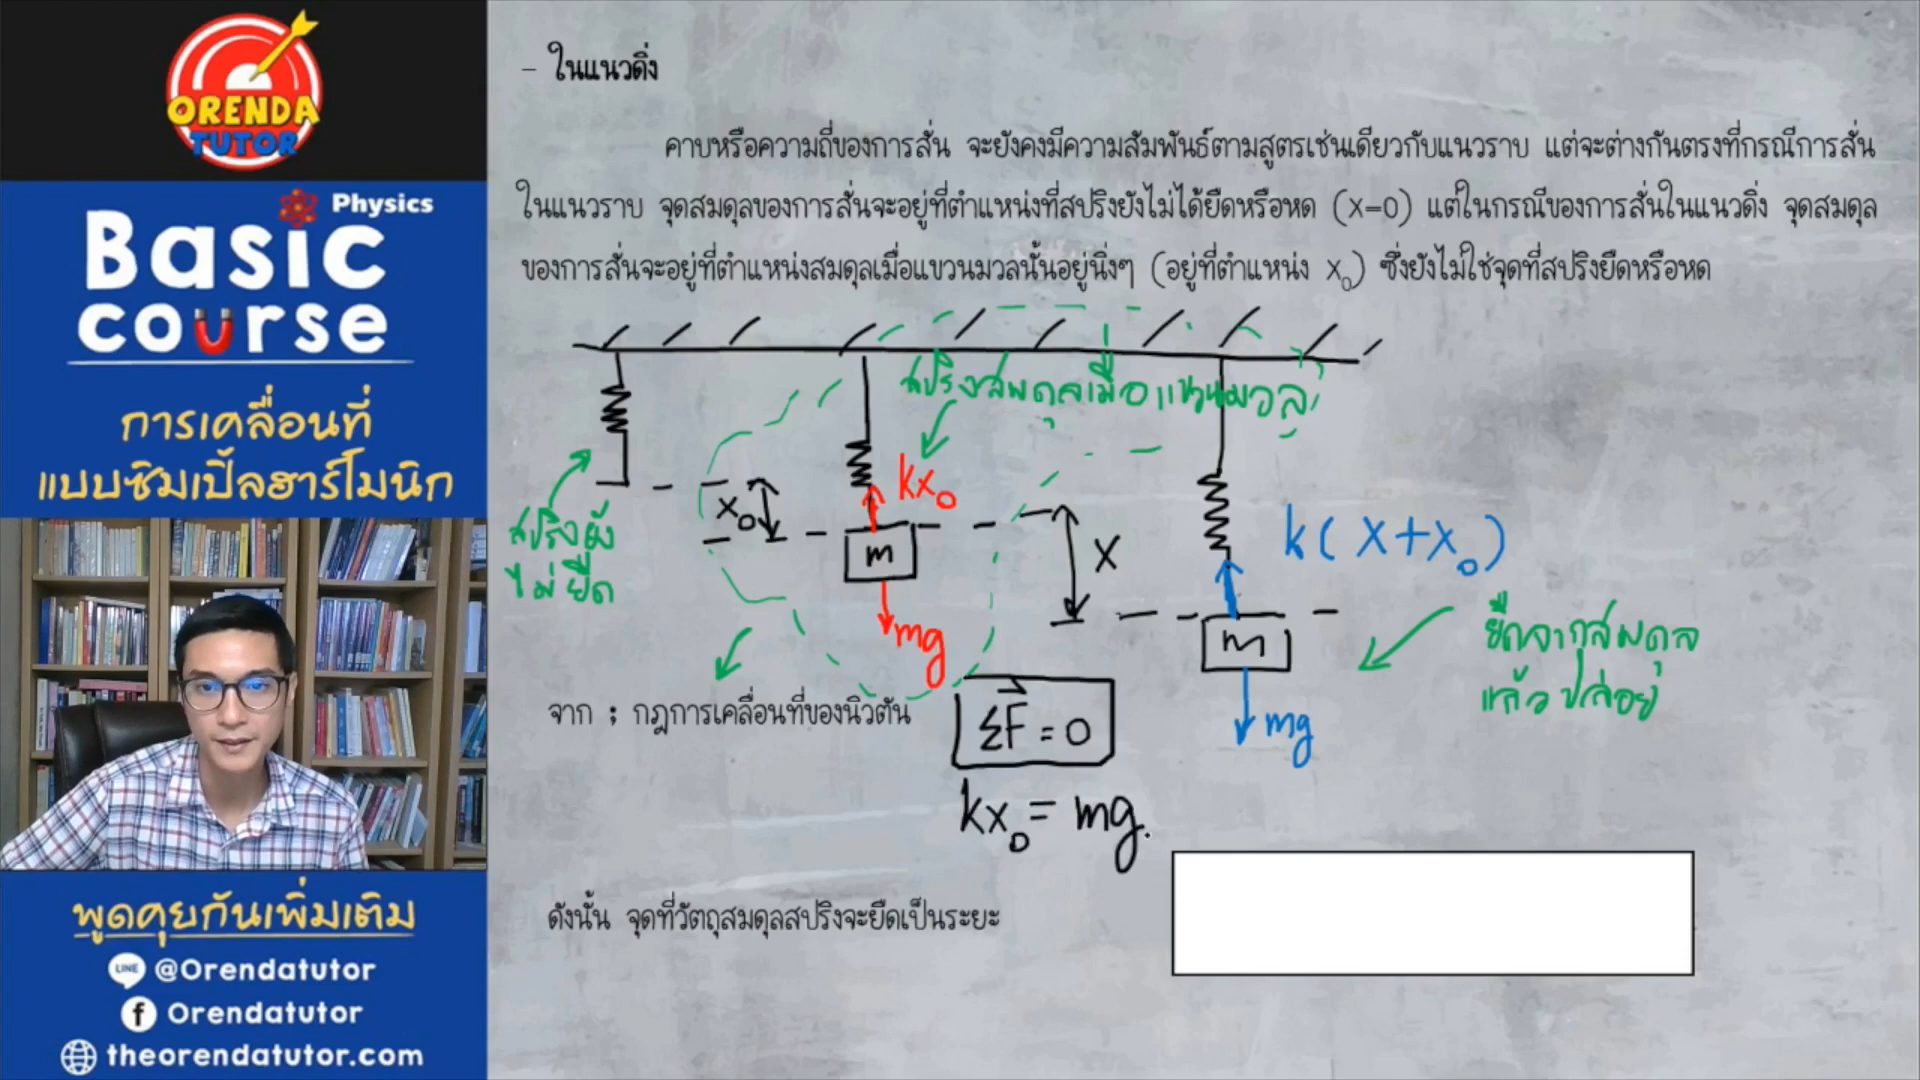 ORENDA
TUTOR
Physics
Basic
course
การเคลื่อนที่
แบบซิมเปิ้ลฮาร์โมนิก
พูดคุยกันเพิ่มเติม
LINE @Orendatutor
f Orendatutor
theorendatutor.com
- ในแนวดิ่ง
คาบหรือความถี่ของการสั่น จะยังคงมีความสัมพันธ์ตามสูตรเช่นเดียวกับแนวราบ แต่จะต่างกันตรงที่กรณีการสั่น
ในแนวราบ จุดสมดุลของการสั่นจะอยู่ที่ตำแหน่งที่สปริงยังไม่ได้ยืดหรือหด (x=0) แต่ในกรณีของการสั่นในแนวดิ่ง จุดสมดุล
ของการสั่นจะอยู่ที่ตำแหน่งสมดุลเมื่อแขวนมวลนั้นอยู่นิ่งๆ (อยู่ที่ตำแหน่ง x₀) ซึ่งยังไม่ใช่จุดที่สปริงยืดหรือหด
สปริงสมดุลเมื่อแขวนมวล
สปริงยัง
ไม่ยืด
x₀
kx₀
m
mg
x
k(x+x₀)
m
mg
ยืดจากสมดุล
แล้วปล่อย
จาก ; กฎการเคลื่อนที่ของนิวตัน
ΣF⃗ = 0
kx₀ = mg
ดังนั้น จุดที่วัตถุสมดุลสปริงจะยืดเป็นระยะ